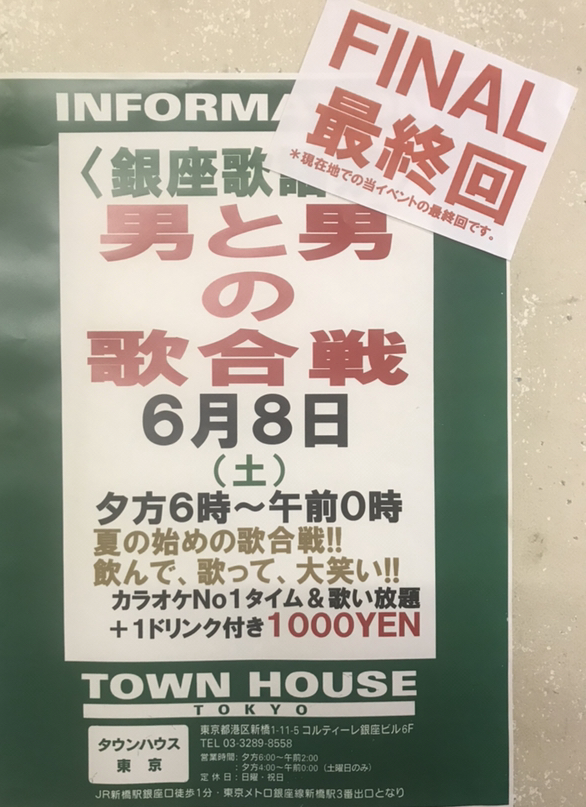 FINAL
最終回
*現在地での当イベントの最終回です。
INFORMA
〈銀座歌
男と男
の
歌合戦
6月8日
(土)
夕方6時〜午前0時
夏の始めの歌合戦!!
飲んで、歌って、大笑い!!
カラオケNo1タイム&歌い放題
+1ドリンク付き1000YEN
TOWN HOUSE
TOKYO
タウンハウス
東京
東京都港区新橋1-11-5 コルティーレ銀座ビル6F
TEL 03-3289-8558
営業時間: 夕方6:00〜午前2:00
: 夕方4:00〜午前0:00 (土曜日のみ)
定休日: 日曜・祝日
JR新橋駅銀座口徒歩1分・東京メトロ銀座線新橋駅3番出口となり